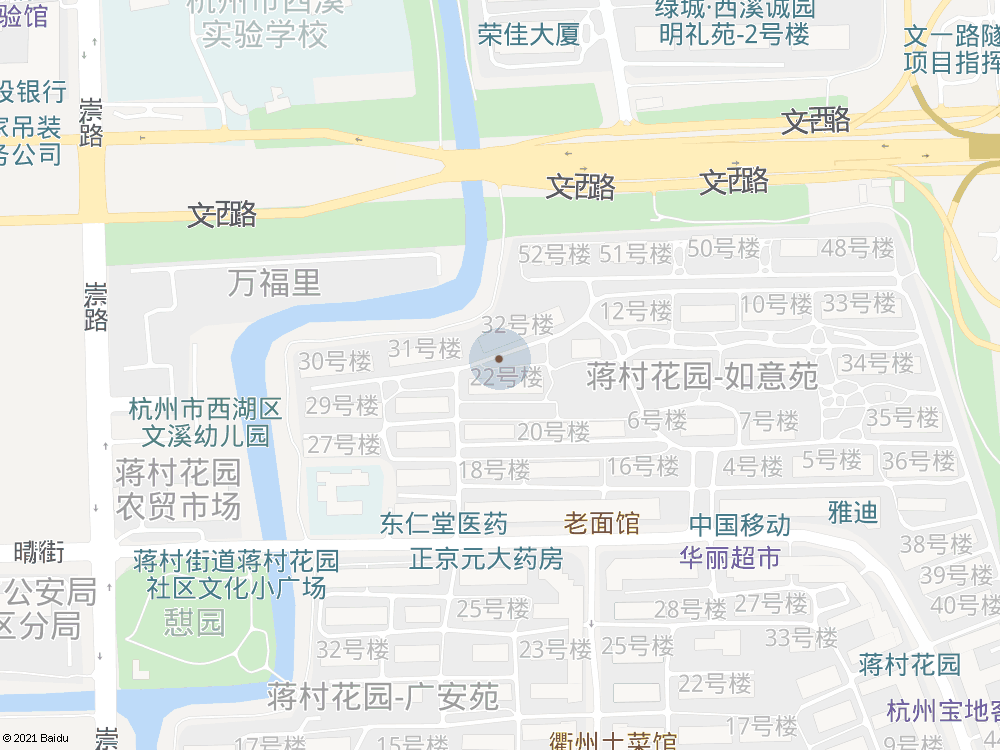 杭州市西溪
实验学校
验馆
荣佳大厦
绿城·西溪诚园
明礼苑-2号楼
文一路隧
项目指挥
设银行
家吊装
务公司
崇
路
文一西路
文一西路
文一西路
文一西路
52号楼
51号楼
50号楼
48号楼
万福里
崇
路
12号楼
10号楼
33号楼
32号楼
31号楼
30号楼
22号楼
蒋村花园-如意苑
34号楼
杭州市西湖区
文溪幼儿园
29号楼
27号楼
20号楼
6号楼
7号楼
35号楼
蒋村花园
农贸市场
18号楼
16号楼
4号楼
5号楼
36号楼
东仁堂医药
老面馆
中国移动
雅迪
晴街
蒋村街道蒋村花园
社区文化小广场
正京元大药房
华丽超市
38号楼
39号楼
40号楼
公安局
区分局
憩园
25号楼
28号楼
27号楼
32号楼
23号楼
25号楼
33号楼
蒋村花园
蒋村花园-广安苑
22号楼
杭州宝地客
崇
17号楼
15号楼
衢州土菜馆
17号楼
9号楼
© 2021 Baidu